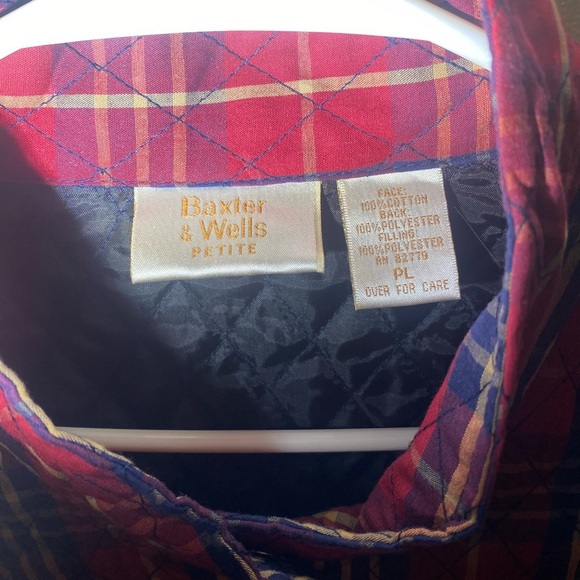 Baxter
& Wells
PETITE
FACE:
100%COTTON
BACK:
100%POLYESTER
FILLING:
100%POLYESTER
RN 82779
PL
OVER FOR CARE